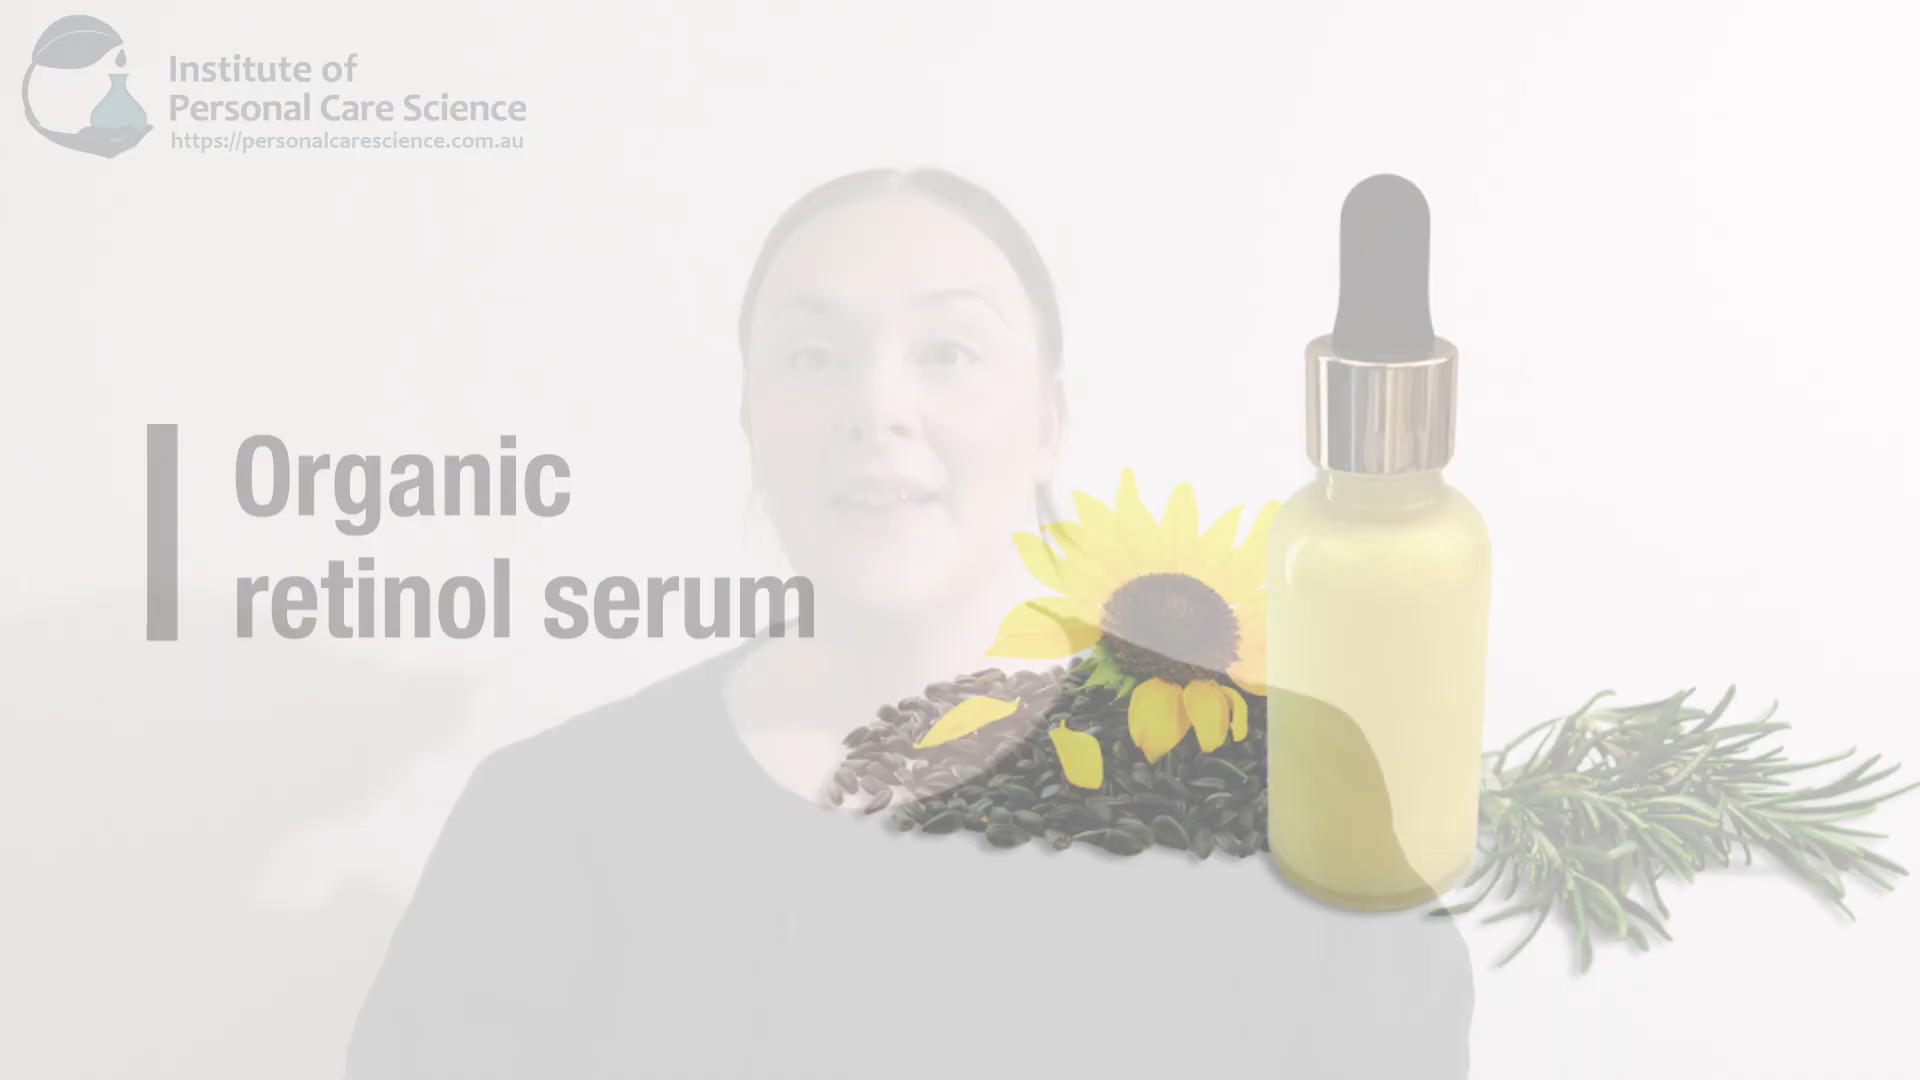 Institute of
Personal Care Science
https://personalcarescience.com.au
Organic
retinol serum